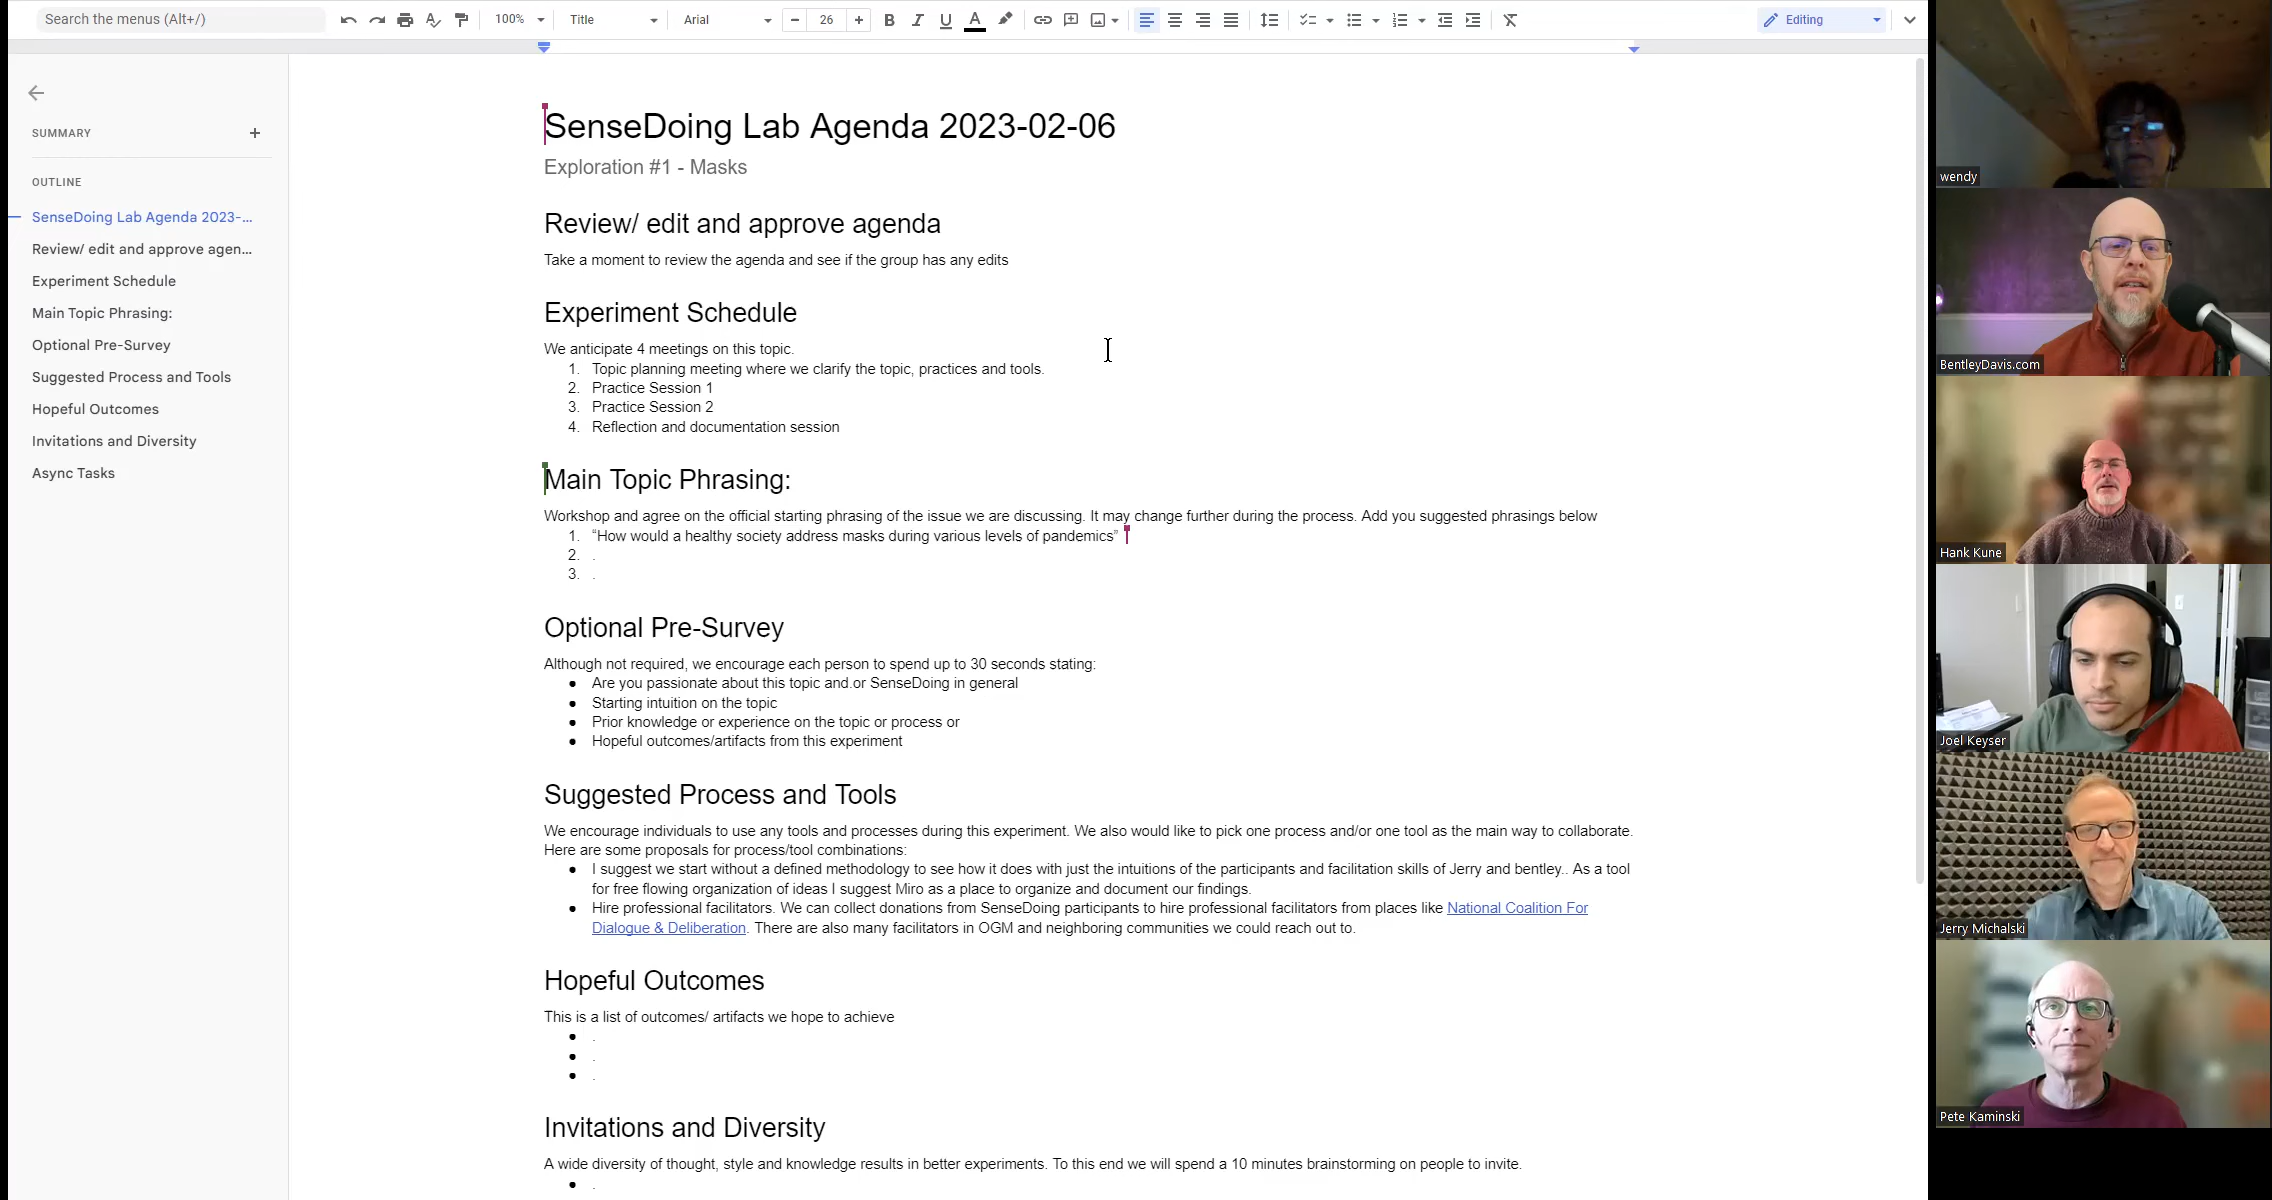 Search the menus (Alt+/)
100%
Title
Arial
26
B I U A
Editing
SUMMARY
OUTLINE
SenseDoing Lab Agenda 2023-...
Review/ edit and approve agen...
Experiment Schedule
Main Topic Phrasing:
Optional Pre-Survey
Suggested Process and Tools
Hopeful Outcomes
Invitations and Diversity
Async Tasks
SenseDoing Lab Agenda 2023-02-06
Exploration #1 - Masks
Review/ edit and approve agenda
Take a moment to review the agenda and see if the group has any edits
Experiment Schedule
We anticipate 4 meetings on this topic.
1. Topic planning meeting where we clarify the topic, practices and tools.
2. Practice Session 1
3. Practice Session 2
4. Reflection and documentation session
Main Topic Phrasing:
Workshop and agree on the official starting phrasing of the issue we are discussing. It may change further during the process. Add you suggested phrasings below
1. “How would a healthy society address masks during various levels of pandemics”
2. .
3. .
Optional Pre-Survey
Although not required, we encourage each person to spend up to 30 seconds stating:
● Are you passionate about this topic and.or SenseDoing in general
● Starting intuition on the topic
● Prior knowledge or experience on the topic or process or
● Hopeful outcomes/artifacts from this experiment
Suggested Process and Tools
We encourage individuals to use any tools and processes during this experiment. We also would like to pick one process and/or one tool as the main way to collaborate.
Here are some proposals for process/tool combinations:
● I suggest we start without a defined methodology to see how it does with just the intuitions of the participants and facilitation skills of Jerry and bentley.. As a tool
for free flowing organization of ideas I suggest Miro as a place to organize and document our findings.
● Hire professional facilitators. We can collect donations from SenseDoing participants to hire professional facilitators from places like National Coalition For
Dialogue & Deliberation. There are also many facilitators in OGM and neighboring communities we could reach out to.
Hopeful Outcomes
This is a list of outcomes/ artifacts we hope to achieve
● .
● .
● .
Invitations and Diversity
A wide diversity of thought, style and knowledge results in better experiments. To this end we will spend a 10 minutes brainstorming on people to invite.
● .
wendy
BentleyDavis.com
Hank Kune
Joel Keyser
Jerry Michalski
Pete Kaminski